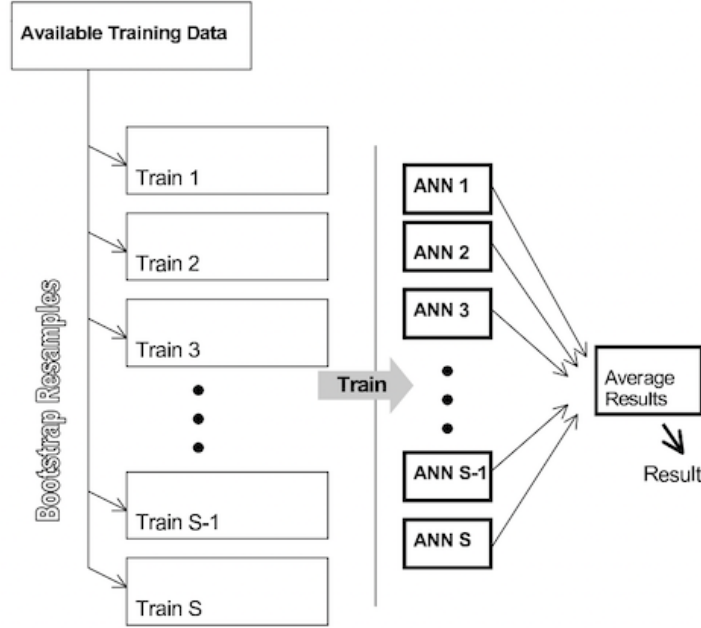 Available Training Data
Bootstrap Resamples
Train 1
Train 2
Train 3
Train S-1
Train S
Train
ANN 1
ANN 2
ANN 3
ANN S-1
ANN S
Average
Results
Result